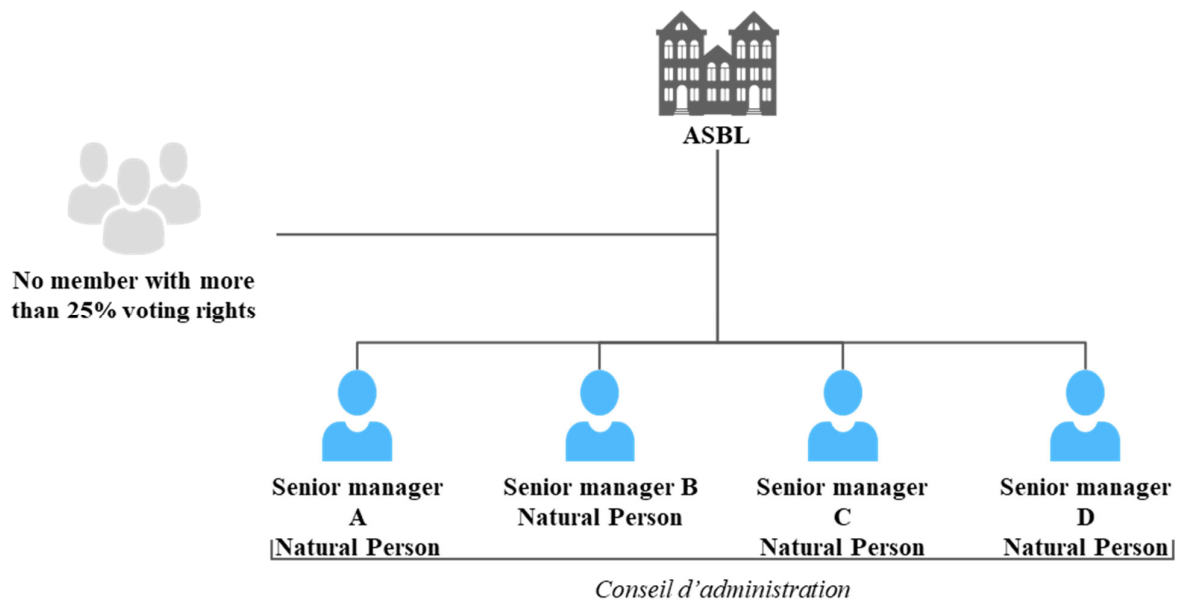 ASBL
No member with more
than 25% voting rights
Senior manager
A
Natural Person
Senior manager B
Natural Person
Senior manager
C
Natural Person
Senior manager
D
Natural Person
Conseil d’administration